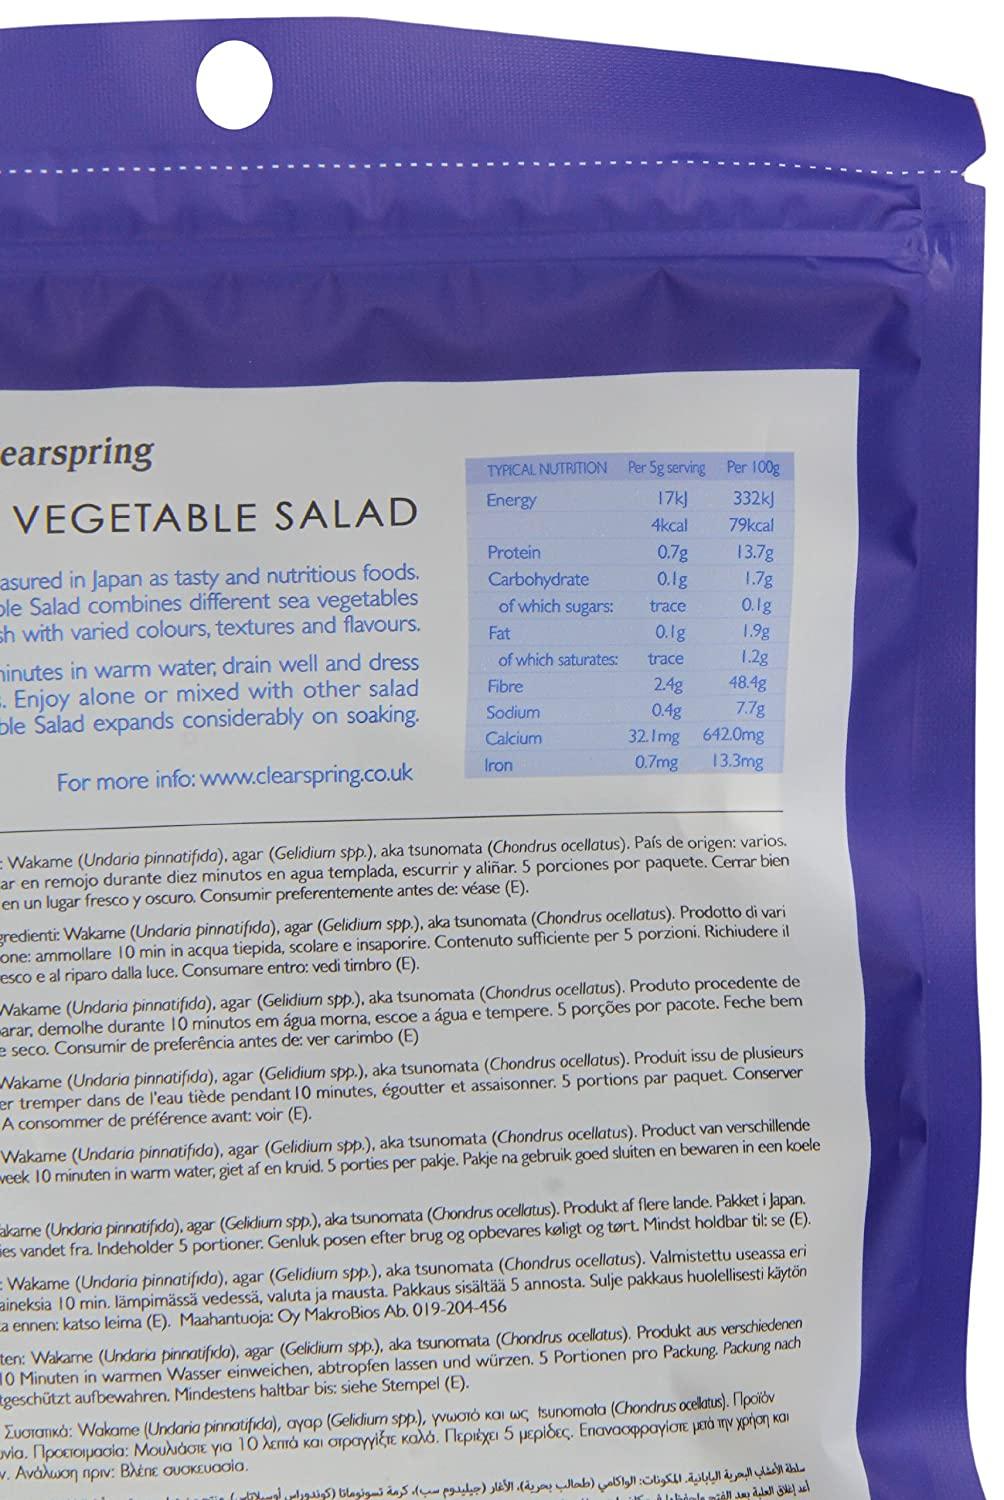 earspring
VEGETABLE SALAD
asured in Japan as tasty and nutritious foods.
ble Salad combines different sea vegetables
sh with varied colours, textures and flavours.
minutes in warm water, drain well and dress
s. Enjoy alone or mixed with other salad
ble Salad expands considerably on soaking.
For more info: www.clearspring.co.uk
TYPICAL NUTRITION Per 5g serving Per 100g
Energy 17kJ 332kJ
4kcal 79kcal
Protein 0.7g 13.7g
Carbohydrate 0.1g 1.7g
of which sugars: trace 0.1g
Fat 0.1g 1.9g
of which saturates: trace 1.2g
Fibre 2.4g 48.4g
Sodium 0.4g 7.7g
Calcium 32.1mg 642.0mg
Iron 0.7mg 13.3mg
: Wakame (Undaria pinnatifida), agar (Gelidium spp.), aka tsunomata (Chondrus ocellatus). País de origen: varios.
ar en remojo durante diez minutos en agua templada, escurrir y aliñar. 5 porciones por paquete. Cerrar bien
en un lugar fresco y oscuro. Consumir preferentemente antes de: véase (E).
gredienti: Wakame (Undaria pinnatifida), agar (Gelidium spp.), aka tsunomata (Chondrus ocellatus). Prodotto di vari
one: ammollare 10 min in acqua tiepida, scolare e insaporire. Contenuto sufficiente per 5 porzioni. Richiudere il
esco e al riparo dalla luce. Consumare entro: vedi timbro (E).
Wakame (Undaria pinnatifida), agar (Gelidium spp.), aka tsunomata (Chondrus ocellatus). Produto procedente de
arar, demolhe durante 10 minutos em água morna, escoe a água e tempere. 5 porções por pacote. Feche bem
e seco. Consumir de preferência antes de: ver carimbo (E)
Wakame (Undaria pinnatifida), agar (Gelidium spp.), aka tsunomata (Chondrus ocellatus). Produit issu de plusieurs
er tremper dans de l'eau tiède pendant 10 minutes, égoutter et assaisonner. 5 portions par paquet. Conserver
A consommer de préférence avant: voir (E).
Wakame (Undaria pinnatifida), agar (Gelidium spp.), aka tsunomata (Chondrus ocellatus). Product van verschillende
week 10 minuten in warm water, giet af en kruid. 5 porties per pakje. Pakje na gebruik goed sluiten en bewaren in een koele
akame (Undaria pinnatifida), agar (Gelidium spp.), aka tsunomata (Chondrus ocellatus). Produkt af flere lande. Pakket i Japan.
ies vandet fra. Indeholder 5 portioner. Genluk posen efter brug og opbevares køligt og tørt. Mindst holdbar til: se (E).
: Wakame (Undaria pinnatifida), agar (Gelidium spp.), aka tsunomata (Chondrus ocellatus). Valmistettu useassa eri
aineksia 10 min. lämpimässä vedessä, valuta ja mausta. Pakkaus sisältää 5 annosta. Sulje pakkaus huolellisesti käytön
ta ennen: katso leima (E). Maahantuoja: Oy MakroBios Ab. 019-204-456
ten: Wakame (Undaria pinnatifida), agar (Gelidium spp.), aka tsunomata (Chondrus ocellatus). Produkt aus verschiedenen
10 Minuten in warmen Wasser einweichen, abtropfen lassen und würzen. 5 Portionen pro Packung. Packung nach
tgeschützt aufbewahren. Mindestens haltbar bis: siehe Stempel (E).
Συστατικά: Wakame (Undaria pinnatifida), αγαρ (Gelidium spp.), γνωστό και ως tsunomata (Chondrus ocellatus). Προϊόν
ωνία. Προετοιμασία: Μουλιάστε για 10 λεπτά και στραγγίξτε καλά. Περιέχει 5 μερίδες. Επανασφραγίστε μετά την χρήση και
ν. Ανάλωση πριν: Βλέπε συσκευασία.
سلطة الأعشاب البحرية اليابانية. المكونات: الواكامي (طحالب بحرية)، الأغار
أعد إغلاق العلبة بعد الفتح